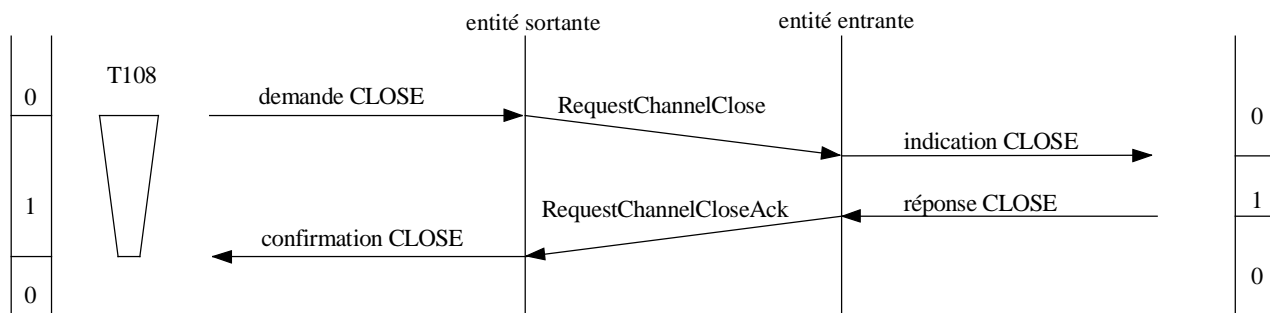 entité sortante
entité entrante
T108
0
demande CLOSE
RequestChannelClose
0
indication CLOSE
1
RequestChannelCloseAck
réponse CLOSE
1
confirmation CLOSE
0
0